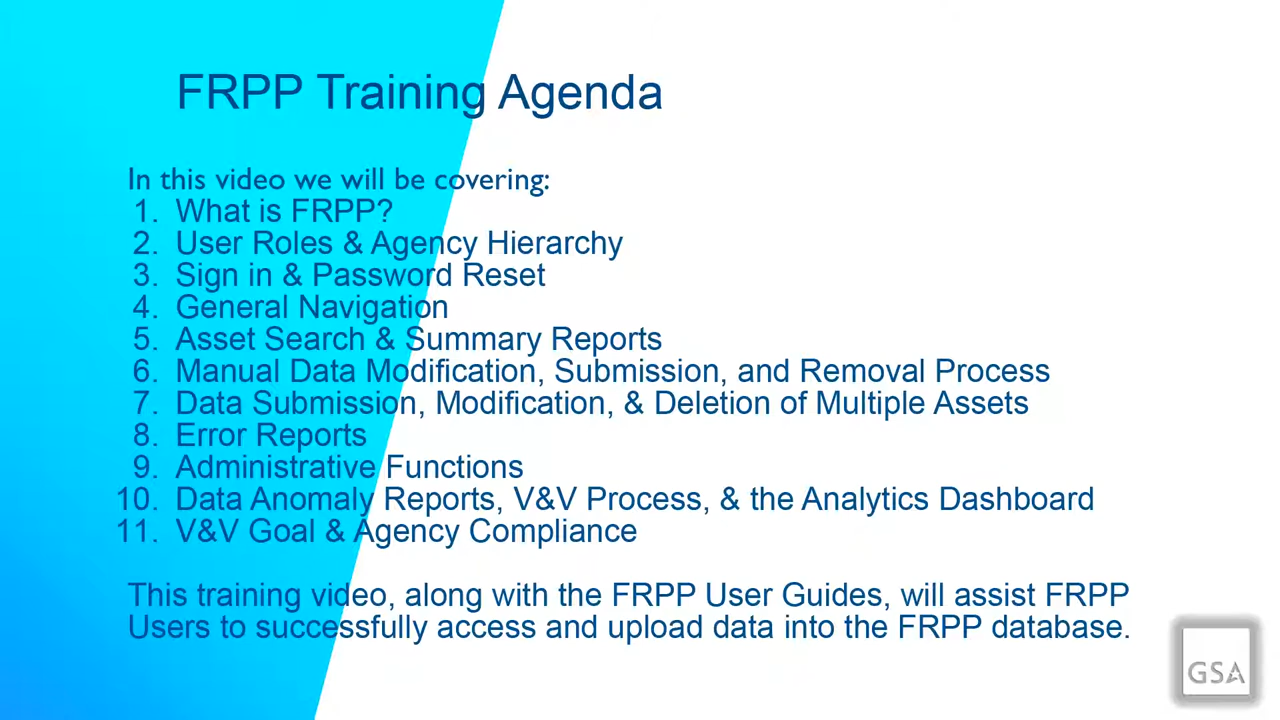 FRPP Training Agenda
In this video we will be covering:
1. What is FRPP?
2. User Roles & Agency Hierarchy
3. Sign in & Password Reset
4. General Navigation
5. Asset Search & Summary Reports
6. Manual Data Modification, Submission, and Removal Process
7. Data Submission, Modification, & Deletion of Multiple Assets
8. Error Reports
9. Administrative Functions
10. Data Anomaly Reports, V&V Process, & the Analytics Dashboard
11. V&V Goal & Agency Compliance
This training video, along with the FRPP User Guides, will assist FRPP
Users to successfully access and upload data into the FRPP database.
GSA